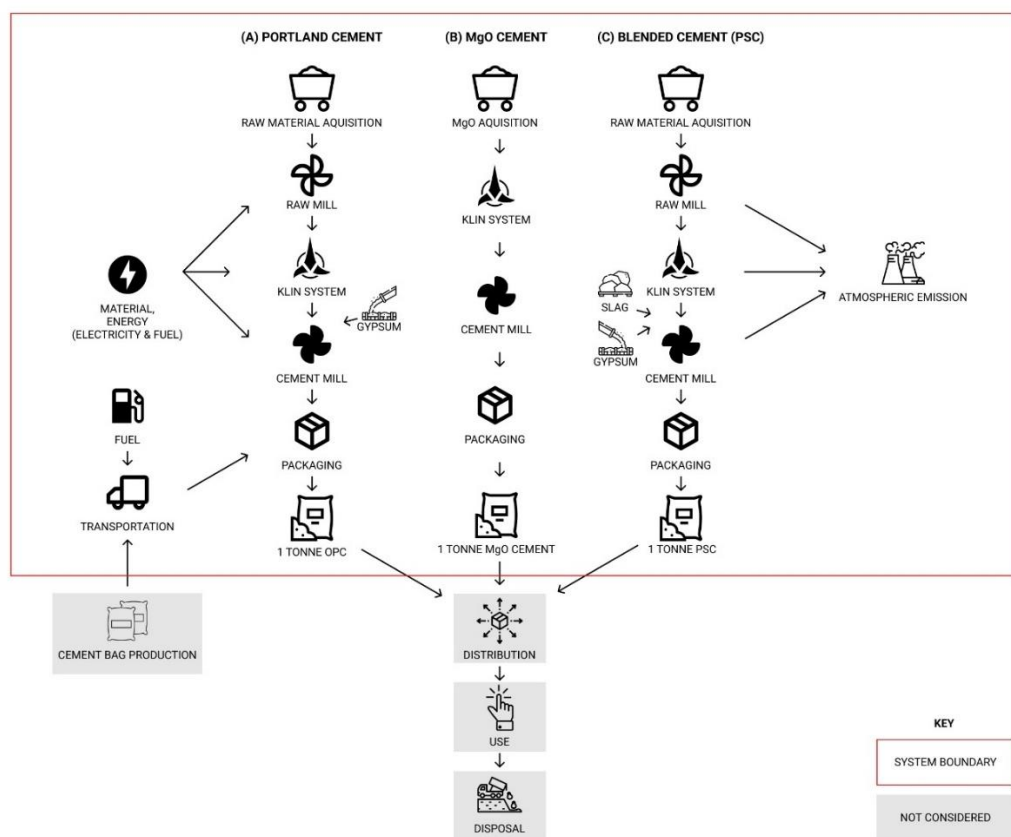 (A) PORTLAND CEMENT
(B) MgO CEMENT
(C) BLENDED CEMENT (PSC)
RAW MATERIAL AQUISITION
MgO AQUISITION
RAW MATERIAL AQUISITION
RAW MILL
KLIN SYSTEM
RAW MILL
MATERIAL,
ENERGY
(ELECTRICITY & FUEL)
KLIN SYSTEM
GYPSUM
CEMENT MILL
SLAG
KLIN SYSTEM
GYPSUM
ATMOSPHERIC EMISSION
CEMENT MILL
CEMENT MILL
FUEL
PACKAGING
PACKAGING
PACKAGING
TRANSPORTATION
1 TONNE OPC
1 TONNE MgO CEMENT
1 TONNE PSC
CEMENT BAG PRODUCTION
DISTRIBUTION
USE
DISPOSAL
KEY
SYSTEM BOUNDARY
NOT CONSIDERED